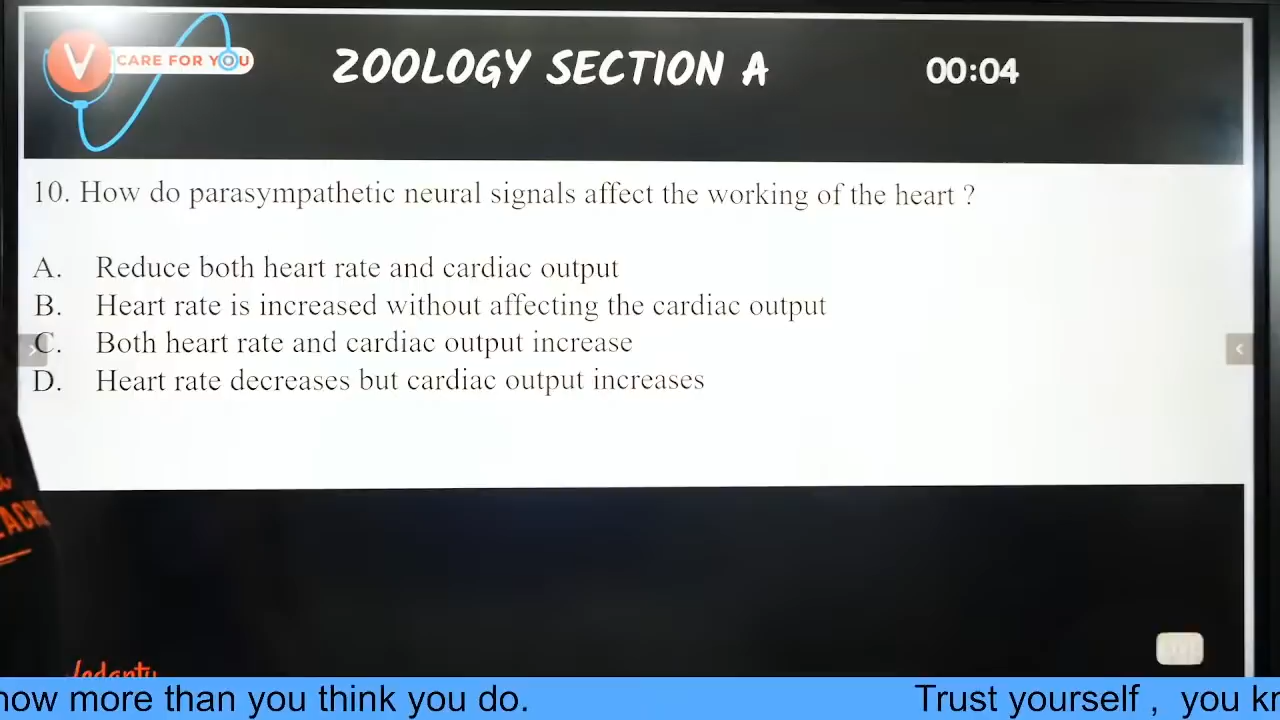 V CARE FOR YOU
ZOOLOGY SECTION A
00:04
10. How do parasympathetic neural signals affect the working of the heart ?
A. Reduce both heart rate and cardiac output
B. Heart rate is increased without affecting the cardiac output
C. Both heart rate and cardiac output increase
D. Heart rate decreases but cardiac output increases
now more than you think you do.
Trust yourself , you kn